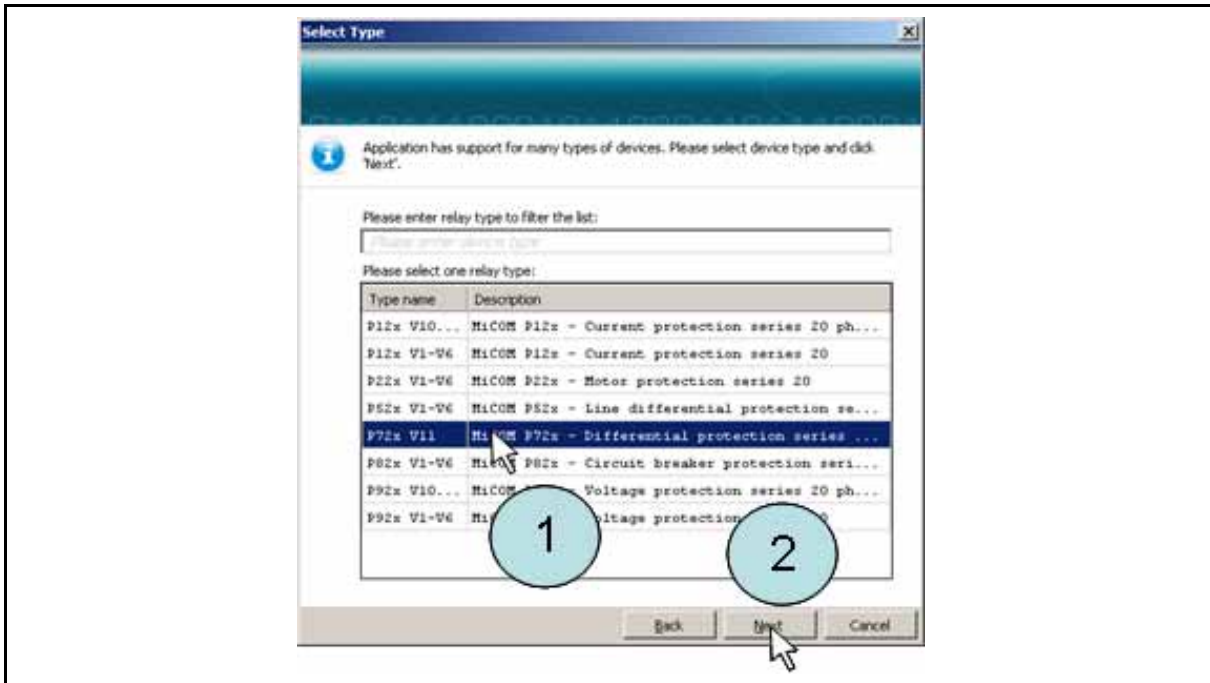 Select Type
Application has support for many types of devices. Please select device type and click
'Next'.
Please enter relay type to filter the list:
Please enter device type
Please select one relay type:
Type name Description
P12x V10... MiCOM P12x - Current protection series 20 ph...
P12x V1-V6 MiCOM P12x - Current protection series 20
P22x V1-V6 MiCOM P22x - Motor protection series 20
P52x V1-V6 MiCOM P52x - Line differential protection se...
P72x V11 MiCOM P72x - Differential protection series ...
P82x V1-V6 MiCOM P82x - Circuit breaker protection seri...
P92x V10... MiCOM Voltage protection series 20 ph...
P92x V1-V6 protection
1
2
Back Next Cancel